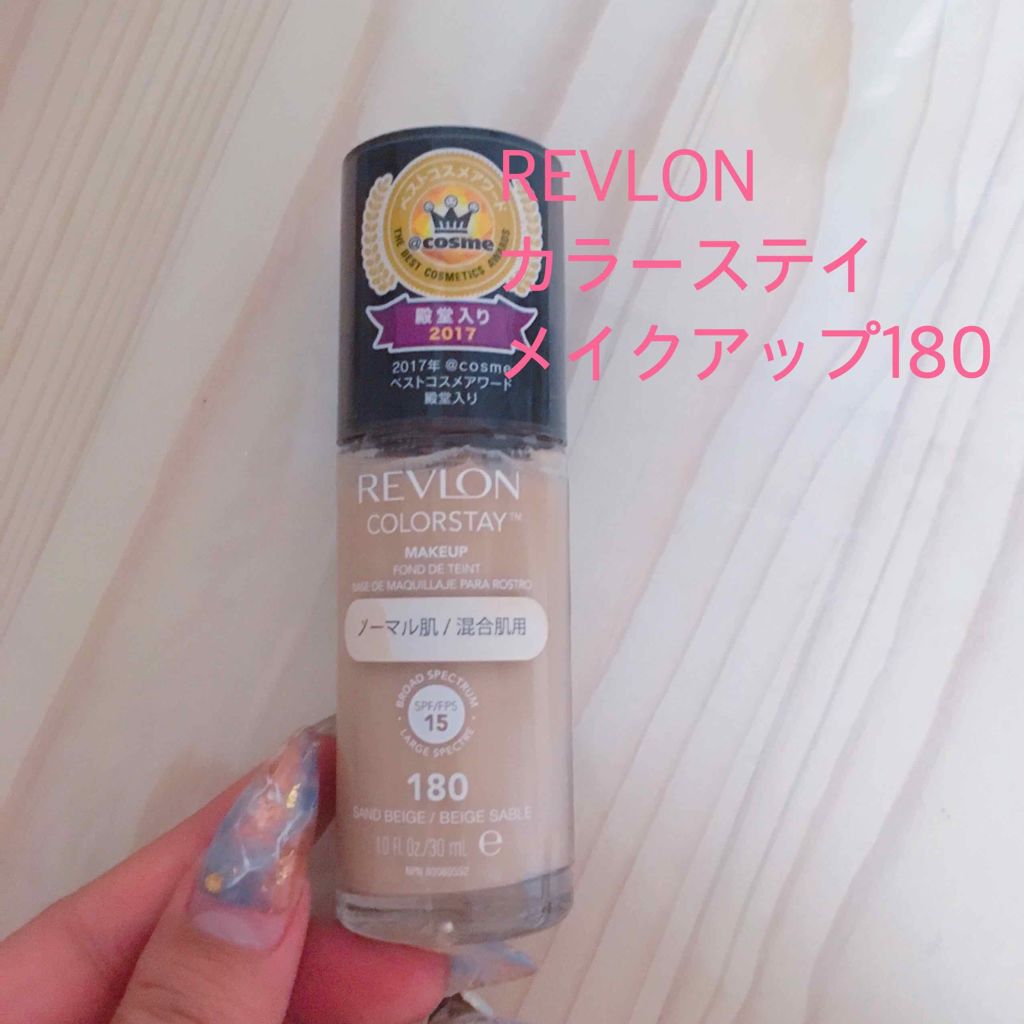 REVLON
カラーステイ
メイクアップ180
ベストコスメアワード
@cosme
THE BEST COSMETICS AWARDS
殿堂入り
2017
2017年 @cosme
ベストコスメアワード
殿堂入り
REVLON
COLORSTAY™
MAKEUP
FOND DE TEINT
BASE DE MAQUILLAJE PARA ROSTRO
ノーマル肌 / 混合肌用
BROAD SPECTRUM
SPF/FPS
15
LARGE SPECTRE
180
SAND BEIGE / BEIGE SABLE
1.0 fl. Oz./30 ml e